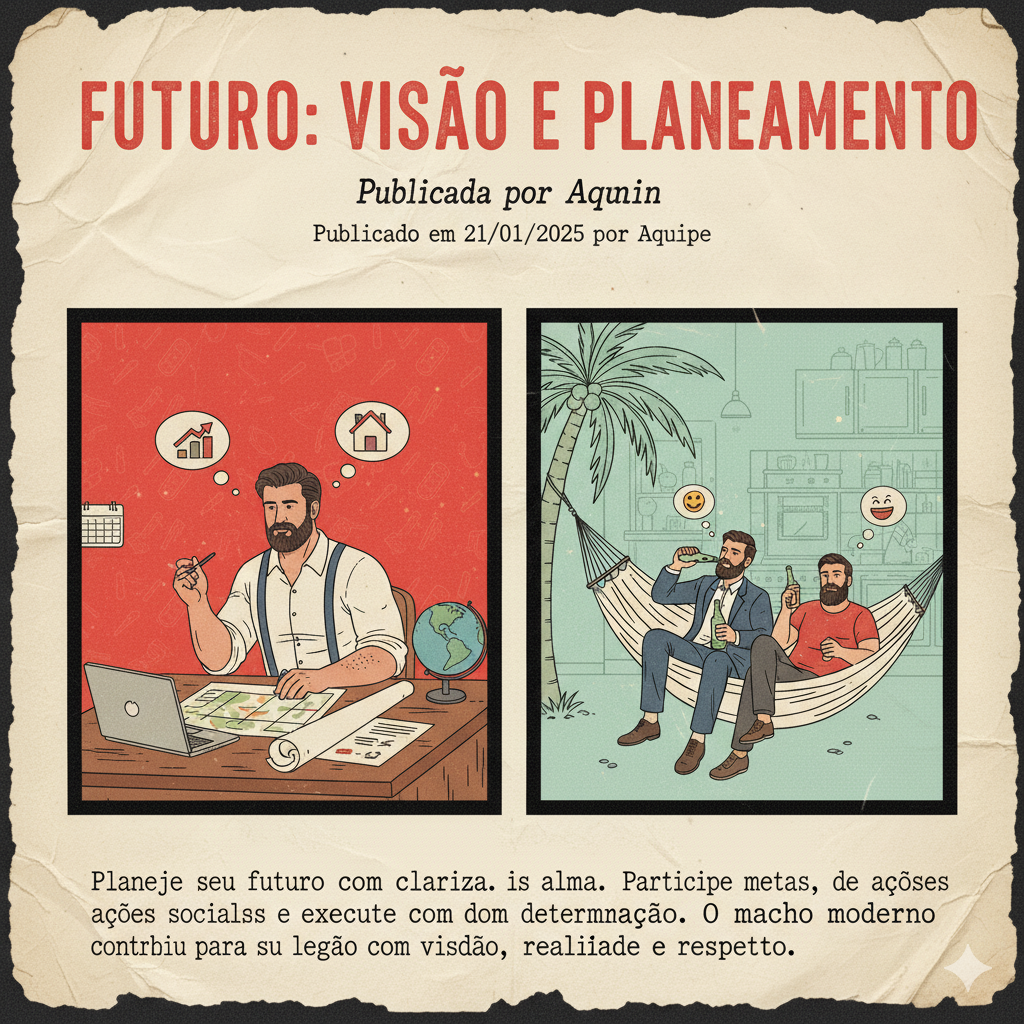 FUTURO: VISÃO E PLANEAMENTO
Publicada por Aqunin
Publicado em 21/01/2025 por Aquipe
Planeje seu futuro com clariza. is alma. Participe metas, de açõses
ações socialss e execute com dom determnação. O macho moderno
contrbiu para su legão com visdão, realiiade e respetto.